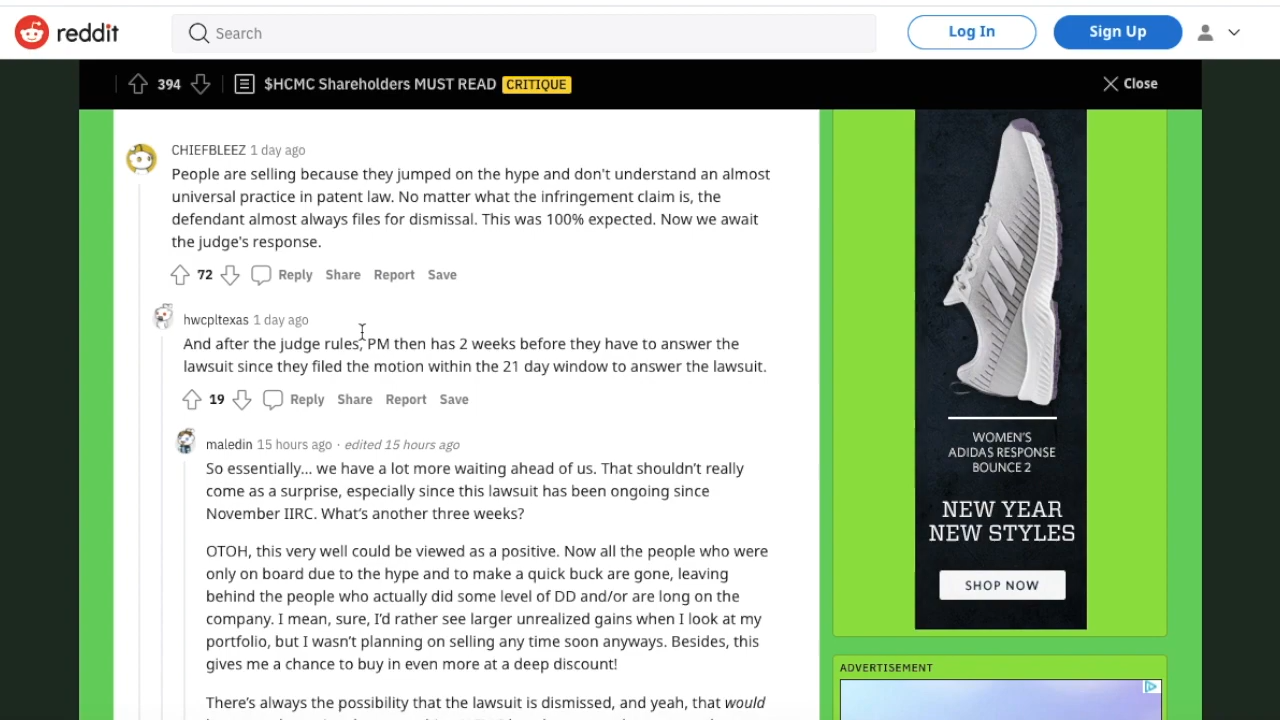 reddit
Search
Log In
Sign Up
394
$HCMC Shareholders MUST READ CRITIQUE
Close
CHIEFBLEEZ 1 day ago
People are selling because they jumped on the hype and don't understand an almost
universal practice in patent law. No matter what the infringement claim is, the
defendant almost always files for dismissal. This was 100% expected. Now we await
the judge's response.
72 Reply Share Report Save
hwcpltexas 1 day ago
And after the judge rules, PM then has 2 weeks before they have to answer the
lawsuit since they filed the motion within the 21 day window to answer the lawsuit.
19 Reply Share Report Save
maledin 15 hours ago · edited 15 hours ago
So essentially... we have a lot more waiting ahead of us. That shouldn't really
come as a surprise, especially since this lawsuit has been ongoing since
November IIRC. What's another three weeks?
OTOH, this very well could be viewed as a positive. Now all the people who were
only on board due to the hype and to make a quick buck are gone, leaving
behind the people who actually did some level of DD and/or are long on the
company. I mean, sure, I'd rather see larger unrealized gains when I look at my
portfolio, but I wasn't planning on selling any time soon anyways. Besides, this
gives me a chance to buy in even more at a deep discount!
There's always the possibility that the lawsuit is dismissed, and yeah, that would
WOMEN'S
ADIDAS RESPONSE
BOUNCE 2
NEW YEAR
NEW STYLES
SHOP NOW
ADVERTISEMENT